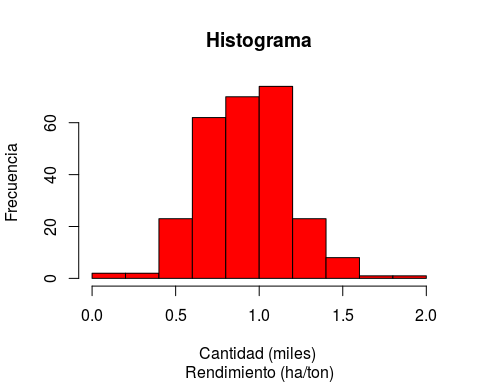 Histograma
Frecuencia
60
40
20
0
0.0 0.5 1.0 1.5 2.0
Cantidad (miles)
Rendimiento (ha/ton)